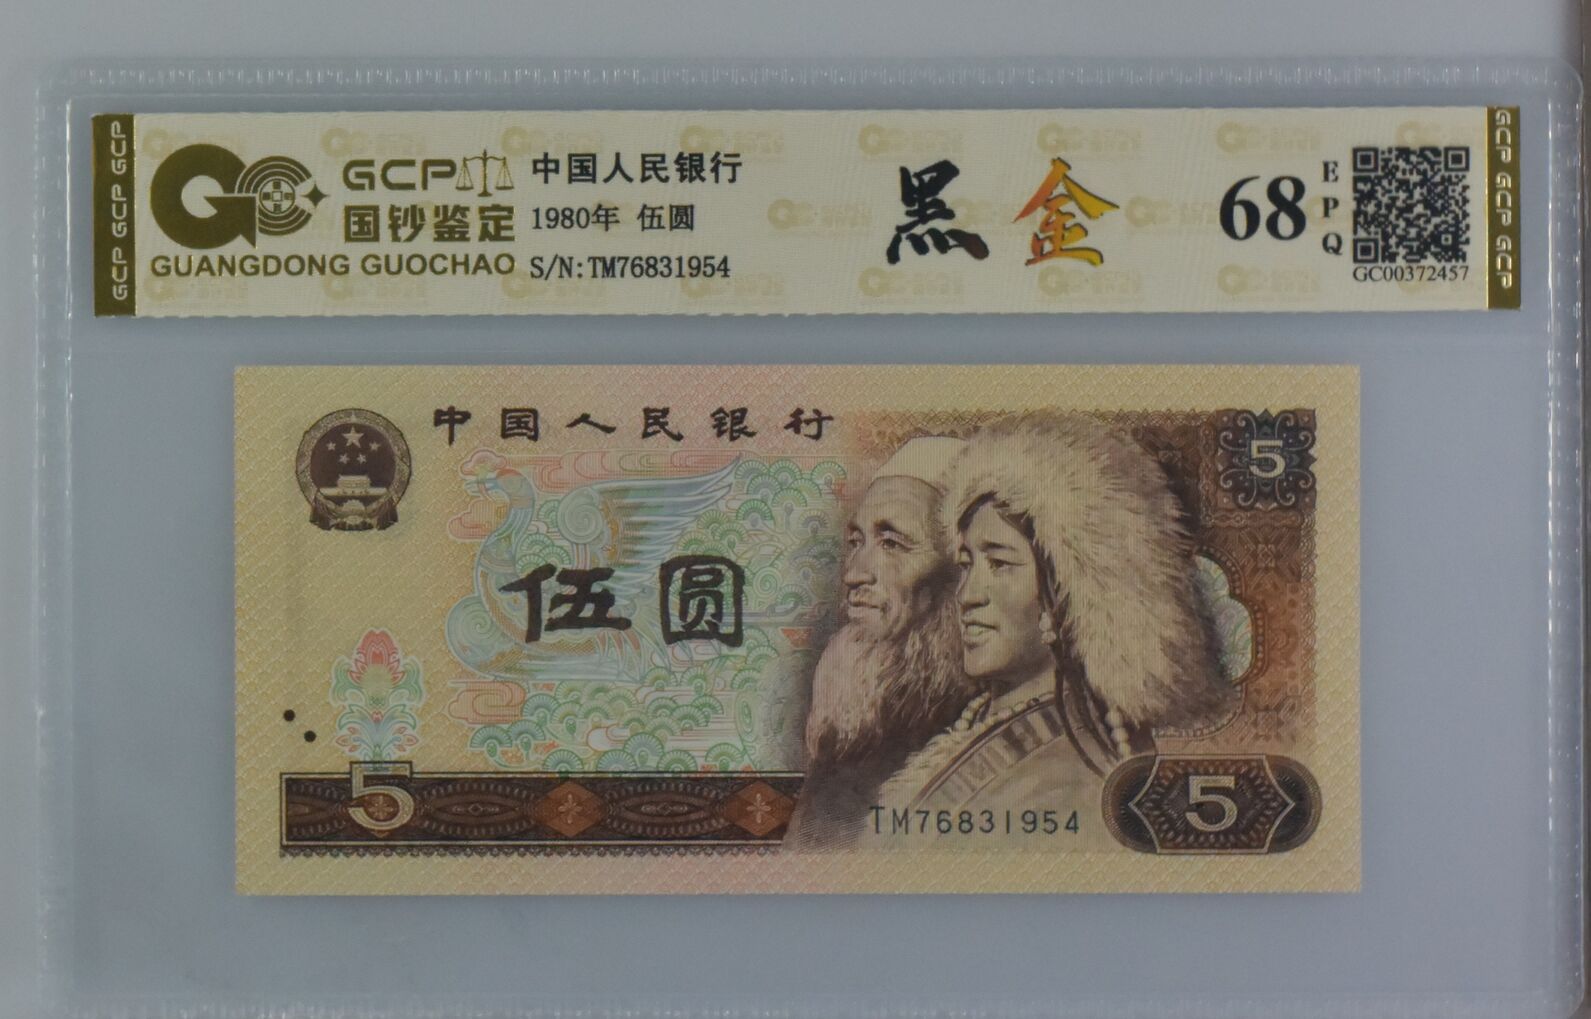 GCP GCP GCP
GCP
国钞鉴定
GUANGDONG GUOCHAO
中国人民银行
1980年 伍圆
S/N:TM76831954
黑金
68
EPQ
GC00372457
GCP GCP GCP
中国人民银行
5
伍圆
5
TM76831954
5